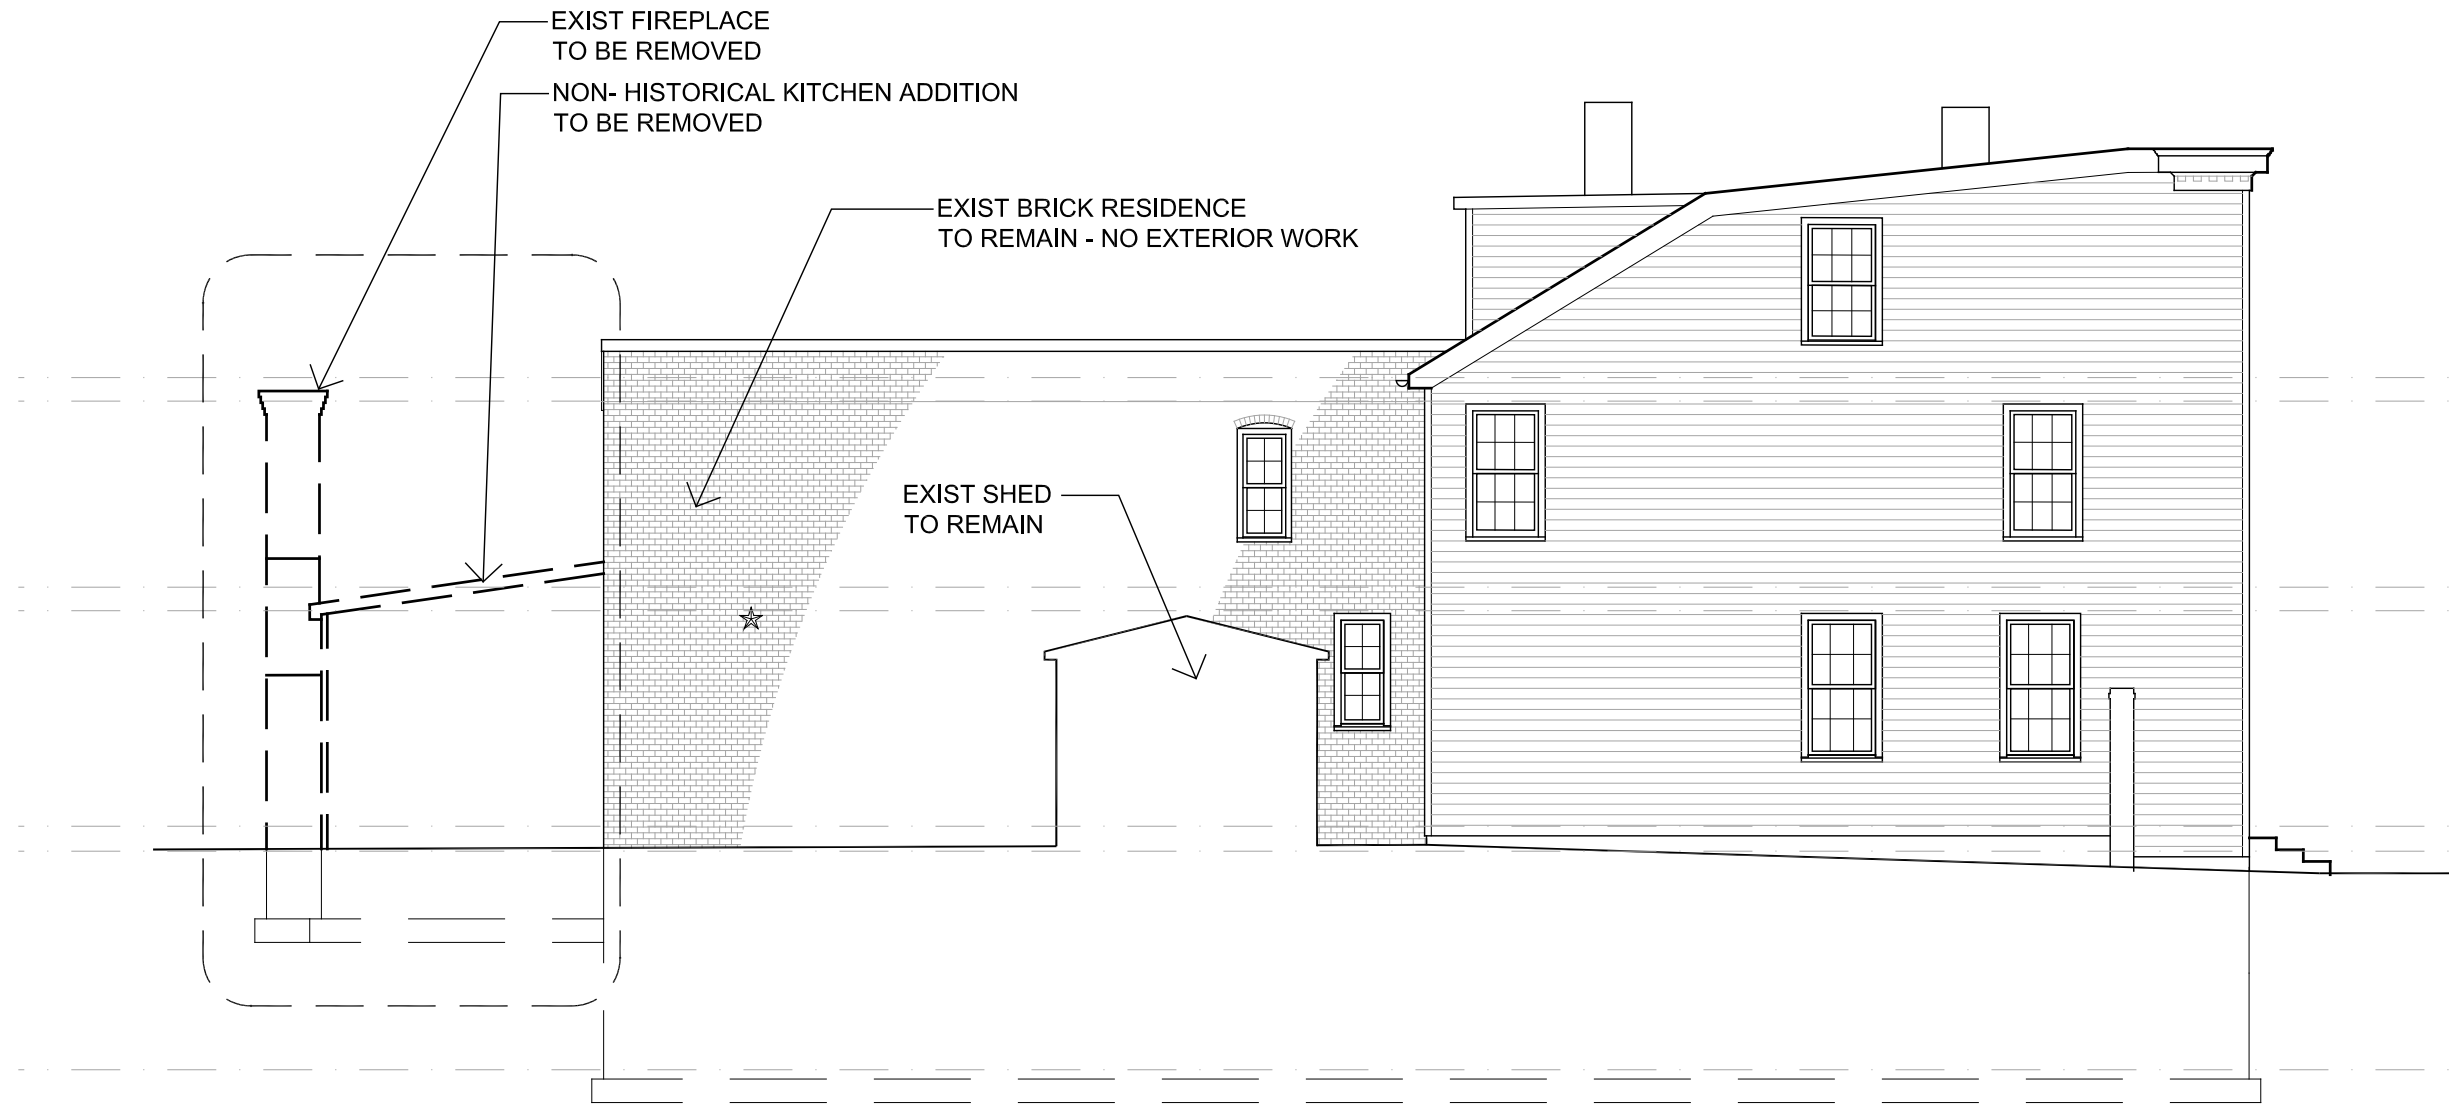 EXIST FIREPLACE
TO BE REMOVED
NON- HISTORICAL KITCHEN ADDITION
TO BE REMOVED
EXIST BRICK RESIDENCE
TO REMAIN - NO EXTERIOR WORK
EXIST SHED
TO REMAIN